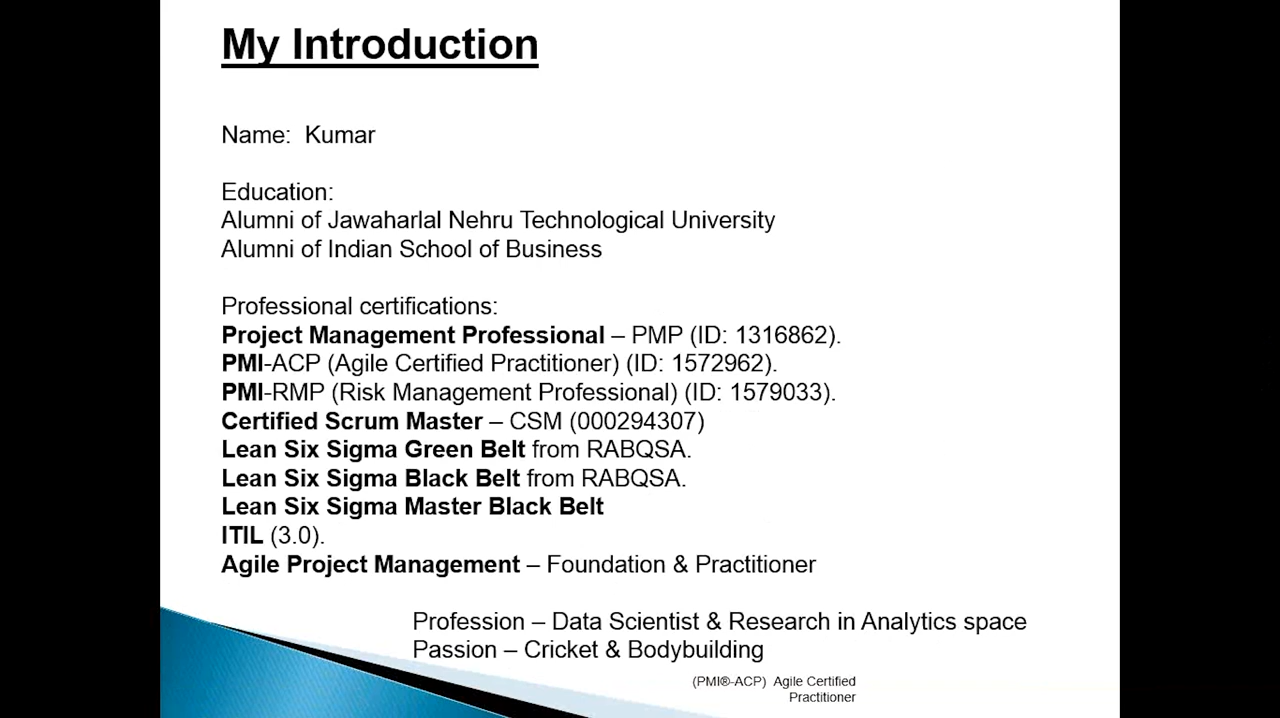 My Introduction
Name: Kumar
Education:
Alumni of Jawaharlal Nehru Technological University
Alumni of Indian School of Business
Professional certifications:
Project Management Professional – PMP (ID: 1316862).
PMI-ACP (Agile Certified Practitioner) (ID: 1572962).
PMI-RMP (Risk Management Professional) (ID: 1579033).
Certified Scrum Master – CSM (000294307)
Lean Six Sigma Green Belt from RABQSA.
Lean Six Sigma Black Belt from RABQSA.
Lean Six Sigma Master Black Belt
ITIL (3.0).
Agile Project Management – Foundation & Practitioner
Profession – Data Scientist & Research in Analytics space
Passion – Cricket & Bodybuilding
(PMI®-ACP) Agile Certified
Practitioner